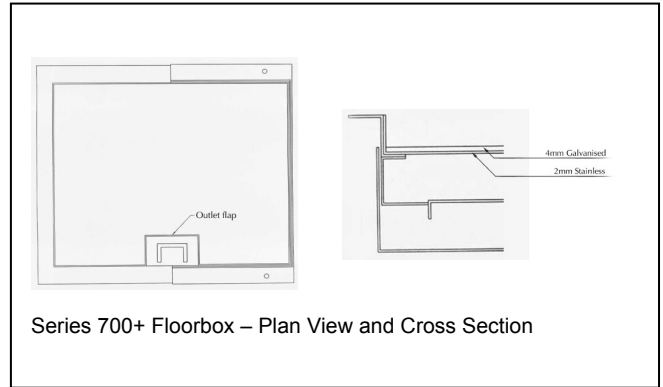 Outlet flap
4mm Galvanised
2mm Stainless
Series 700+ Floorbox – Plan View and Cross Section